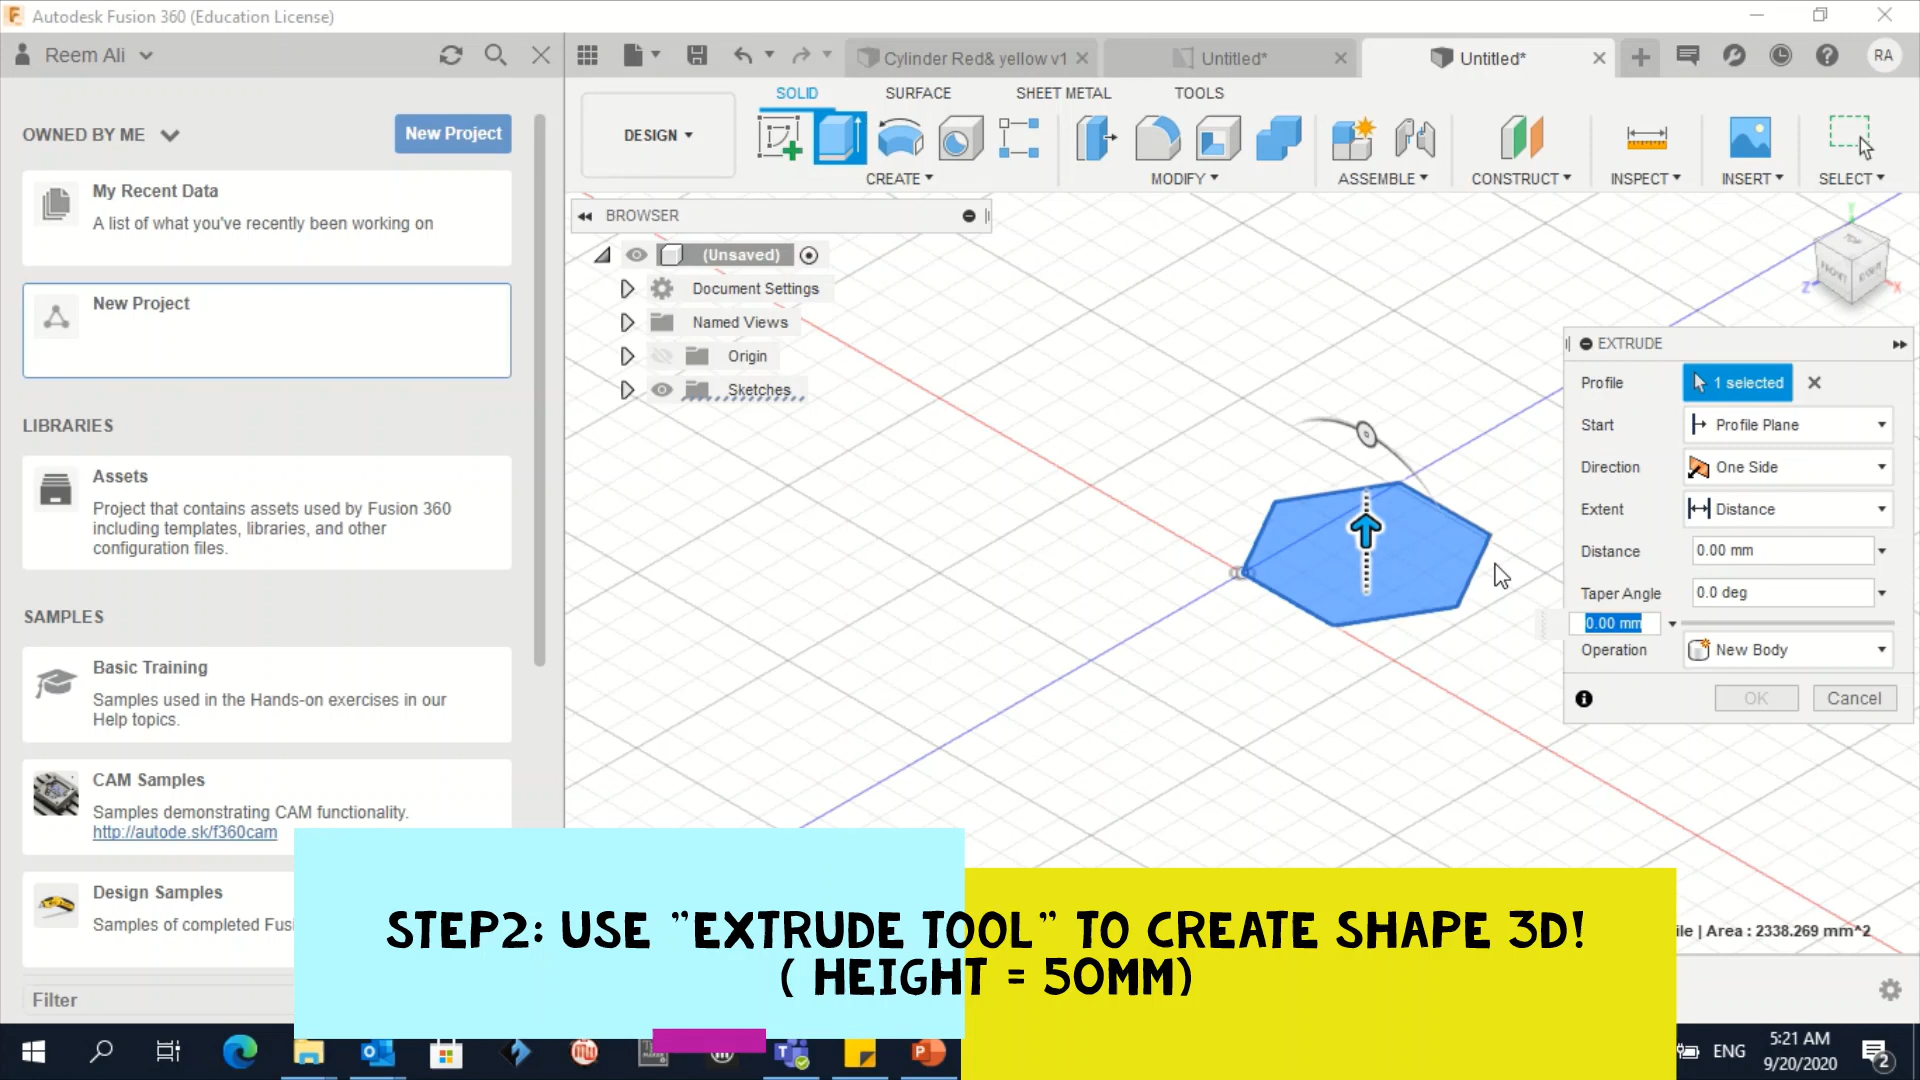 Autodesk Fusion 360 (Education License)
Reem Ali
Cylinder Red& yellow v1
Untitled*
Untitled*
RA
OWNED BY ME
New Project
My Recent Data
A list of what you've recently been working on
New Project
LIBRARIES
Assets
Project that contains assets used by Fusion 360
including templates, libraries, and other
configuration files.
SAMPLES
Basic Training
Samples used in the Hands-on exercises in our
Help topics.
CAM Samples
Samples demonstrating CAM functionality.
http://autode.sk/f360cam
Design Samples
Samples of completed Fusi
Filter
DESIGN
SOLID
SURFACE
SHEET METAL
TOOLS
CREATE
MODIFY
ASSEMBLE
CONSTRUCT
INSPECT
INSERT
SELECT
BROWSER
(Unsaved)
Document Settings
Named Views
Origin
Sketches
TOP
FRONT
RIGHT
Y
Z
X
EXTRUDE
Profile
1 selected
Start
Profile Plane
Direction
One Side
Extent
Distance
Distance
0.00 mm
Taper Angle
0.0 deg
0.00 mm
Operation
New Body
OK
Cancel
STEP2: USE "EXTRUDE TOOL" TO CREATE SHAPE 3D!
( HEIGHT = 50MM)
ile | Area : 2338.269 mm^2
ENG
5:21 AM
9/20/2020
2